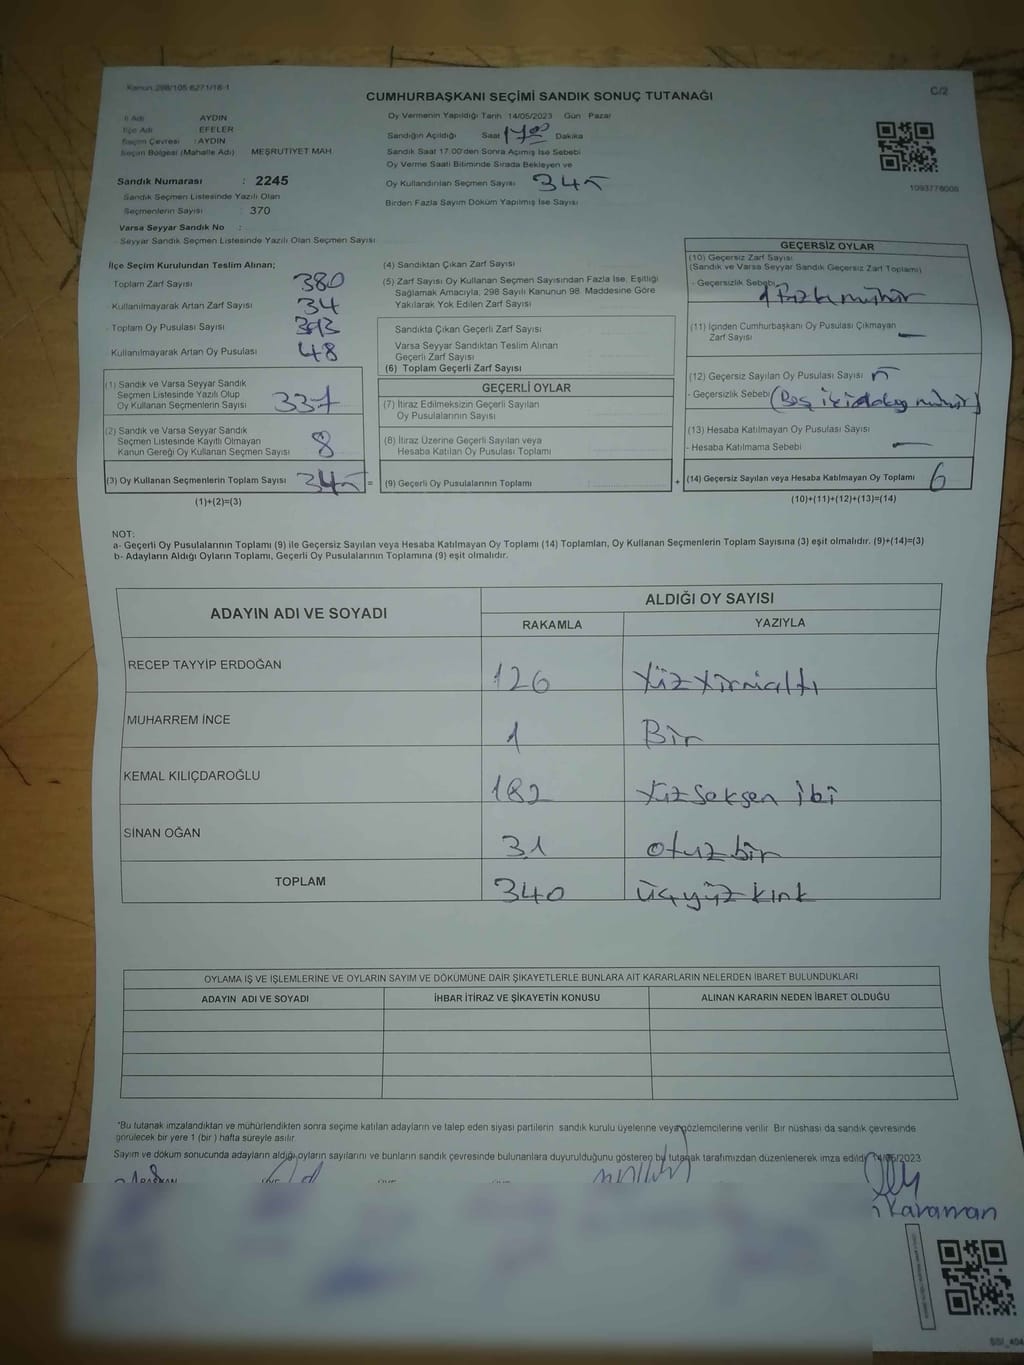 Kanun 298/105 6271/18-1
C/2
CUMHURBAŞKANI SEÇİMİ SANDIK SONUÇ TUTANAĞI
İl Adı AYDIN
İlçe Adı EFELER
Seçim Çevresi : AYDIN
Seçim Bölgesi (Mahalle Adı) MEŞRUTİYET MAH.
Sandık Numarası : 2245
Sandık Seçmen Listesinde Yazılı Olan
Seçmenlerin Sayısı : 370
Varsa Seyyar Sandık No :
- Seyyar Sandık Seçmen Listesinde Yazılı Olan Seçmen Sayısı
Oy Vermenin Yapıldığı Tarih 14/05/2023 Gün Pazar
Sandığın Açıldığı Saat 17 00 Dakika
Sandık Saat 17:00'den Sonra Açmış İse Sebebi
Oy Verme Saati Bitiminde Sırada Bekleyen ve
Oy Kullandırılan Seçmen Sayısı 345
Birden Fazla Sayım Döküm Yapılmış İse Sayısı
1093776006
İlçe Seçim Kurulundan Teslim Alınan;
Toplam Zarf Sayısı 380
- Kullanılmayarak Artan Zarf Sayısı 34
- Toplam Oy Pusulası Sayısı 393
- Kullanılmayarak Artan Oy Pusulası 48
(1) Sandık ve Varsa Seyyar Sandık
Seçmen Listesinde Yazılı Olup
Oy Kullanan Seçmenlerin Sayısı 337
(2) Sandık ve Varsa Seyyar Sandık
Seçmen Listesinde Kayıtlı Olmayan
Kanun Gereği Oy Kullanan Seçmen Sayısı 8
(3) Oy Kullanan Seçmenlerin Toplam Sayısı 345 =
(1)+(2)=(3)
(4) Sandıktan Çıkan Zarf Sayısı
(5) Zarf Sayısı Oy Kullanan Seçmen Sayısından Fazla İse, Eşitliği
Sağlamak Amacıyla, 298 Sayılı Kanunun 98. Maddesine Göre
Yakılarak Yok Edilen Zarf Sayısı
Sandıkta Çıkan Geçerli Zarf Sayısı
Varsa Seyyar Sandıktan Teslim Alınan
Geçerli Zarf Sayısı
(6) Toplam Geçerli Zarf Sayısı
GEÇERLİ OYLAR
(7) İtiraz Edilmeksizin Geçerli Sayılan
Oy Pusulalarının Sayısı
(8) İtiraz Üzerine Geçerli Sayılan veya
Hesaba Katılan Oy Pusulası Toplamı
(9) Geçerli Oy Pusulalarının Toplamı +
GEÇERSİZ OYLAR
(10) Geçersiz Zarf Sayısı
(Sandık ve Varsa Seyyar Sandık Geçersiz Zarf Toplamı)
- Geçersizlik Sebebi 1 fazla mühür
(11) İçinden Cumhurbaşkanı Oy Pusulası Çıkmayan
Zarf Sayısı —
(12) Geçersiz Sayılan Oy Pusulası Sayısı 5
- Geçersizlik Sebebi (Beş mühür)
(13) Hesaba Katılmayan Oy Pusulası Sayısı
- Hesaba Katılmama Sebebi —
(14) Geçersiz Sayılan veya Hesaba Katılmayan Oy Toplamı 6
(10)+(11)+(12)+(13)=(14)
NOT:
a- Geçerli Oy Pusulalarının Toplamı (9) ile Geçersiz Sayılan veya Hesaba Katılmayan Oy Toplamı (14) Toplamları, Oy Kullanan Seçmenlerin Toplam Sayısına (3) eşit olmalıdır. (9)+(14)=(3)
b- Adayların Aldığı Oyların Toplamı, Geçerli Oy Pusulalarının Toplamına (9) eşit olmalıdır.
ADAYIN ADI VE SOYADI ALDIĞI OY SAYISI
RAKAMLA YAZIYLA
RECEP TAYYİP ERDOĞAN 126 Yüzyirmialtı
MUHARREM İNCE 1 Bir
KEMAL KILIÇDAROĞLU 182 Yüzseksen iki
SİNAN OĞAN 31 otuzbir
TOPLAM 340 üçyüz kırk
OYLAMA İŞ VE İŞLEMLERİNE VE OYLARIN SAYIM VE DÖKÜMÜNE DAİR ŞİKAYETLERLE BUNLARA AİT KARARLARIN NELERDEN İBARET BULUNDUKLARI
ADAYIN ADI VE SOYADI İHBAR İTİRAZ VE ŞİKAYETİN KONUSU ALINAN KARARIN NEDEN İBARET OLDUĞU
*Bu tutanak imzalandıktan ve mühürlendikten sonra seçime katılan adayların ve talep eden siyasi partilerin sandık kurulu üyelerine veya gözlemcilerine verilir. Bir nüshası da sandık çevresinde
görülecek bir yere 1 (bir) hafta süreyle asılır.
Sayım ve döküm sonucunda adayların aldığı oyların sayılarını ve bunların sandık çevresinde bulunanlara duyurulduğunu gösteren bu tutanak tarafımızdan düzenlenerek imza edildi 14/05/2023
BAŞKAN
Karaman